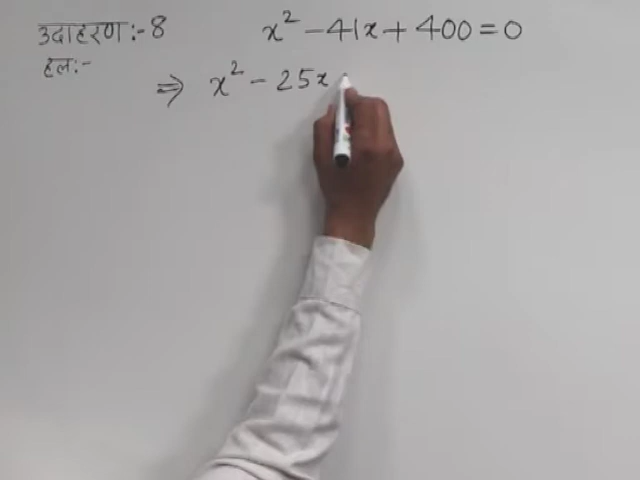 उदाहरण :- 8 x² - 41x + 400 = 0
हल :-
⇒ x² - 25x